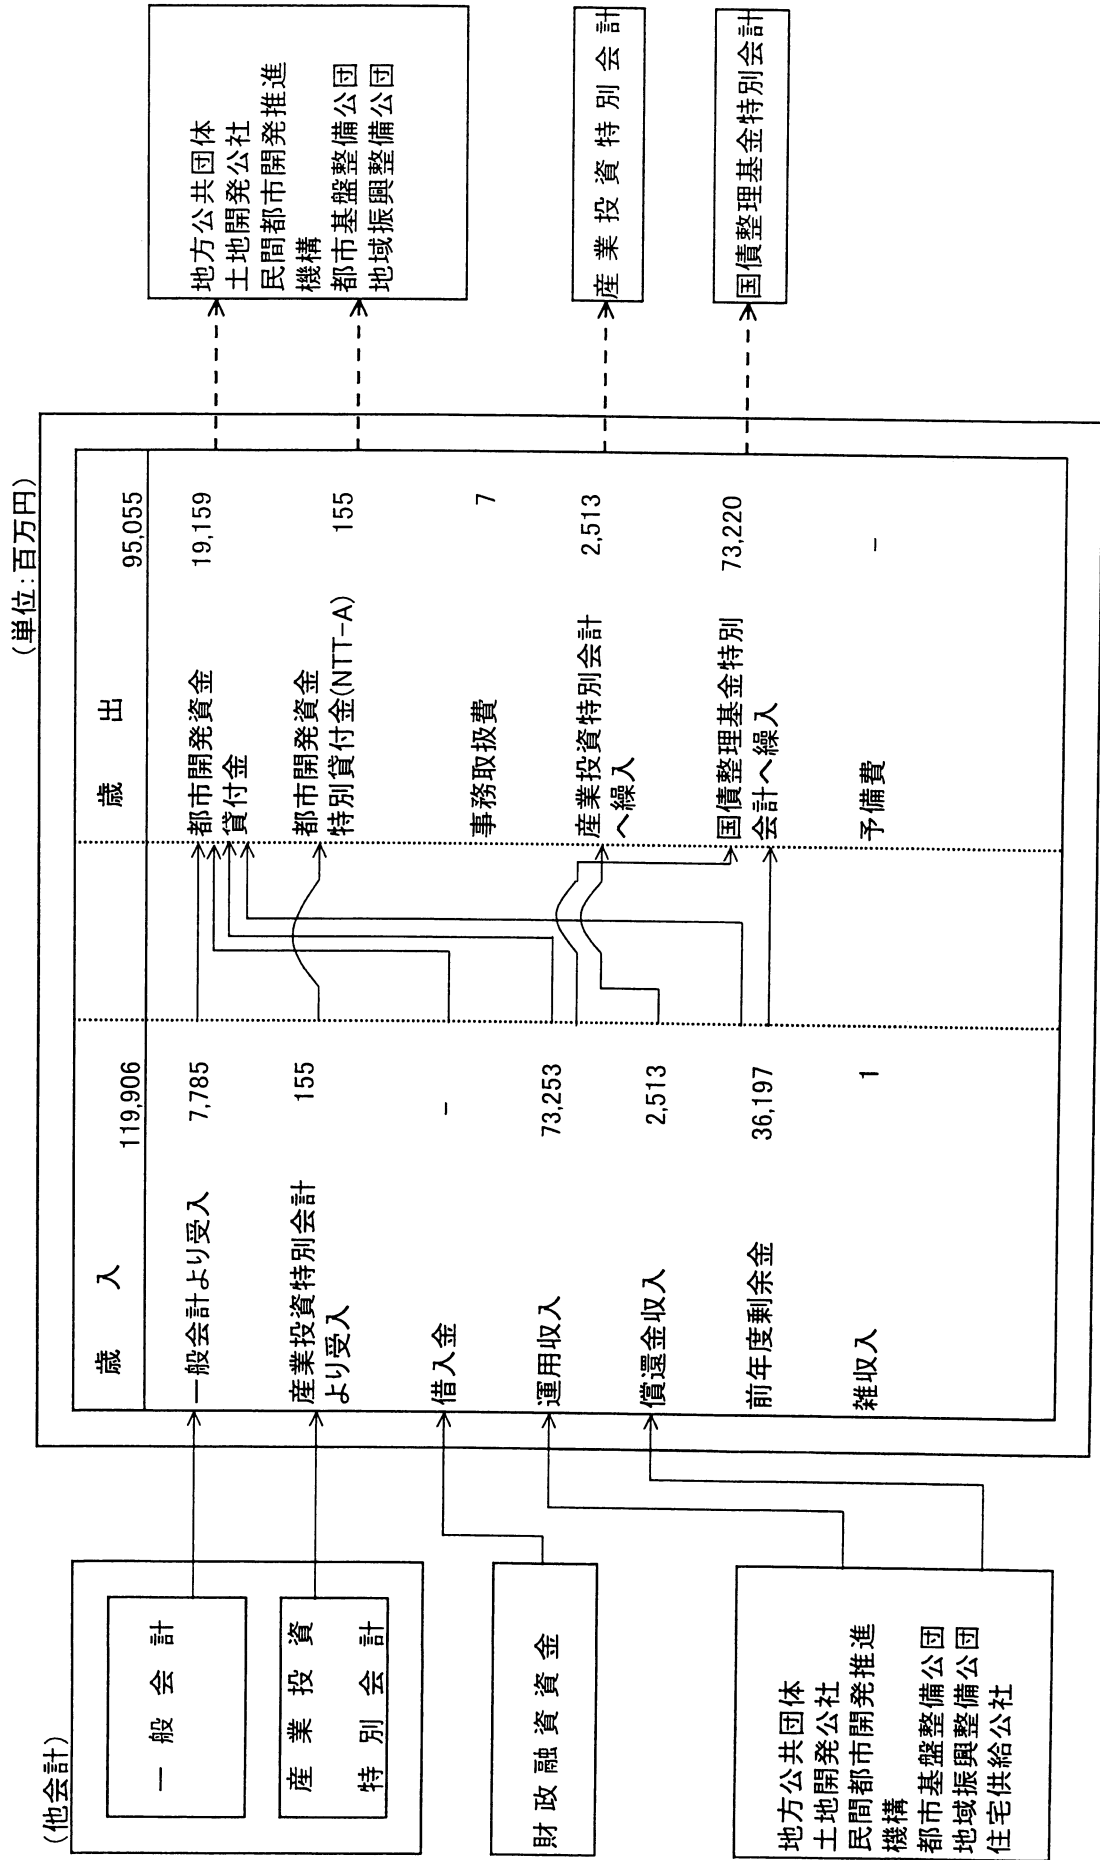 (単位:百万円)
(他会計)
一般会計
産業投資
特別会計
財政融資資金
地方公共団体
土地開発公社
民間都市開発推進
機構
都市基盤整備公団
地域振興整備公団
住宅供給公社
歳 入
119,906
一般会計より受入 7,785
産業投資特別会計 155
より受入
借入金 -
運用収入 73,253
償還金収入 2,513
前年度剰余金 36,197
雑収入 1
歳 出
95,055
都市開発資金 19,159
貸付金
都市開発資金
特別貸付金(NTT-A) 155
事務取扱費 7
産業投資特別会計 2,513
へ繰入
国債整理基金特別 73,220
会計へ繰入
予備費 -
地方公共団体
土地開発公社
民間都市開発推進
機構
都市基盤整備公団
地域振興整備公団
産業投資特別会計
国債整理基金特別会計